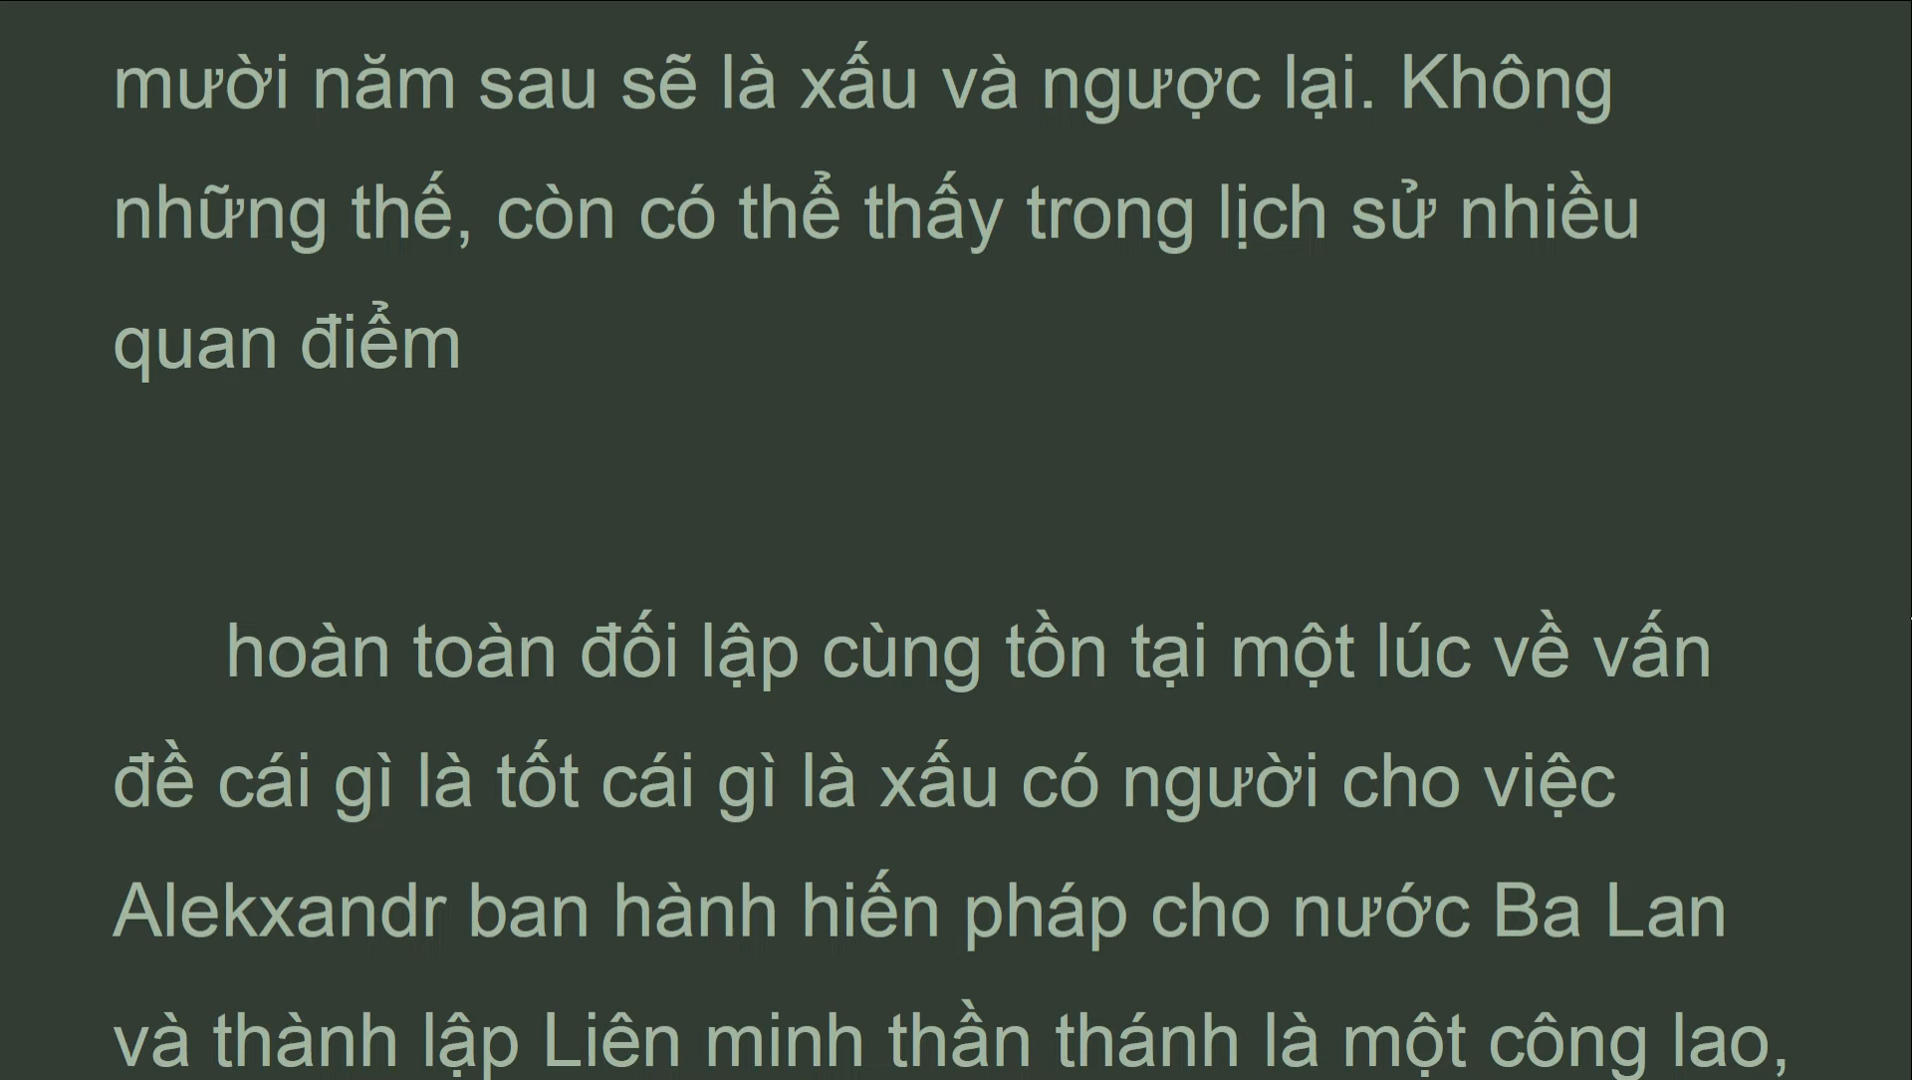 mười năm sau sẽ là xấu và ngược lại. Không
những thế, còn có thể thấy trong lịch sử nhiều
quan điểm
hoàn toàn đối lập cùng tồn tại một lúc về vấn
đề cái gì là tốt cái gì là xấu có người cho việc
Alekxandr ban hành hiến pháp cho nước Ba Lan
và thành lập Liên minh thần thánh là một công lao,